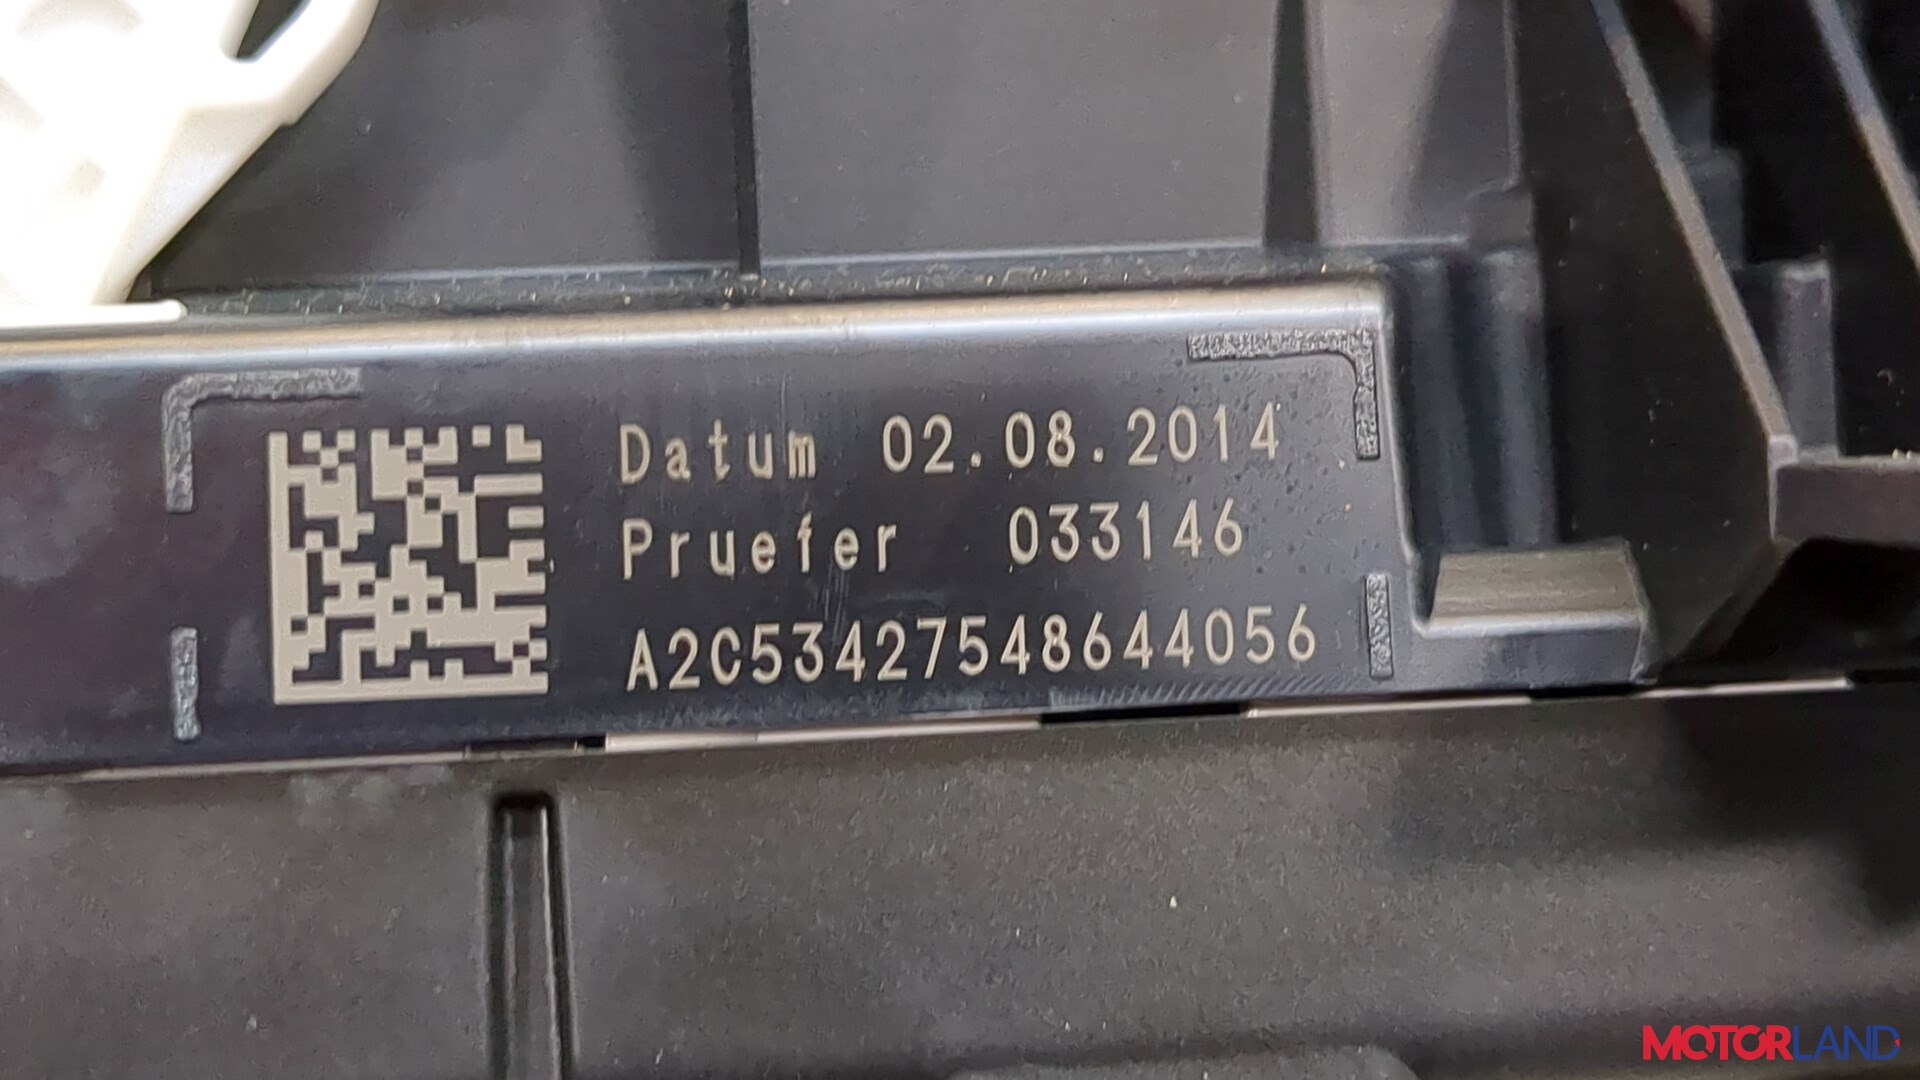 Datum 02.08.2014
Pruefer 033146
A2C53427548644056
MOTORLAND